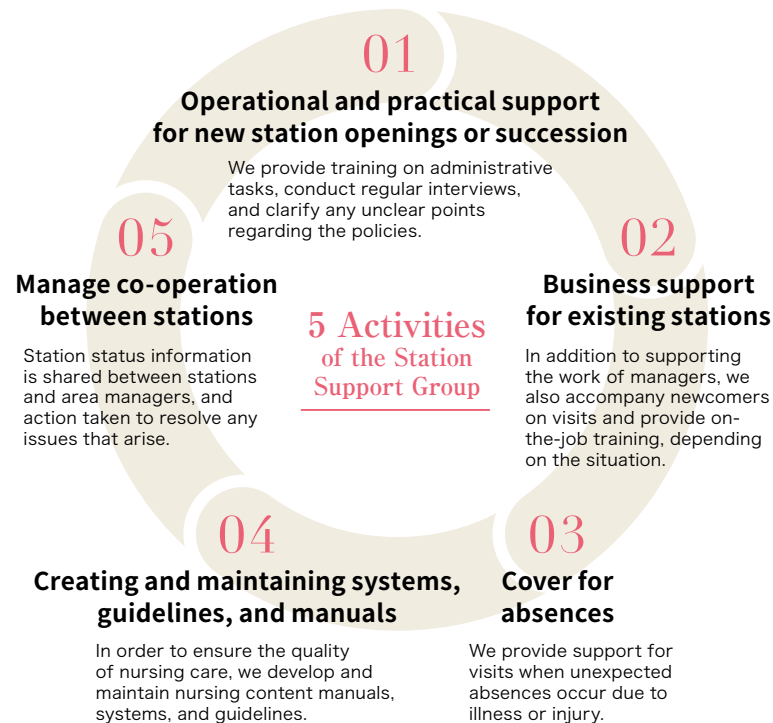 01
Operational and practical support
for new station openings or succession
We provide training on administrative
tasks, conduct regular interviews,
and clarify any unclear points
regarding the policies.
02
Business support
for existing stations
In addition to supporting
the work of managers, we
also accompany newcomers
on visits and provide on-
the-job training, depending
on the situation.
03
Cover for
absences
We provide support for
visits when unexpected
absences occur due to
illness or injury.
04
Creating and maintaining systems,
guidelines, and manuals
In order to ensure the quality
of nursing care, we develop and
maintain nursing content manuals,
systems, and guidelines.
05
Manage co-operation
between stations
Station status information
is shared between stations
and area managers, and
action taken to resolve any
issues that arise.
5 Activities
of the Station
Support Group